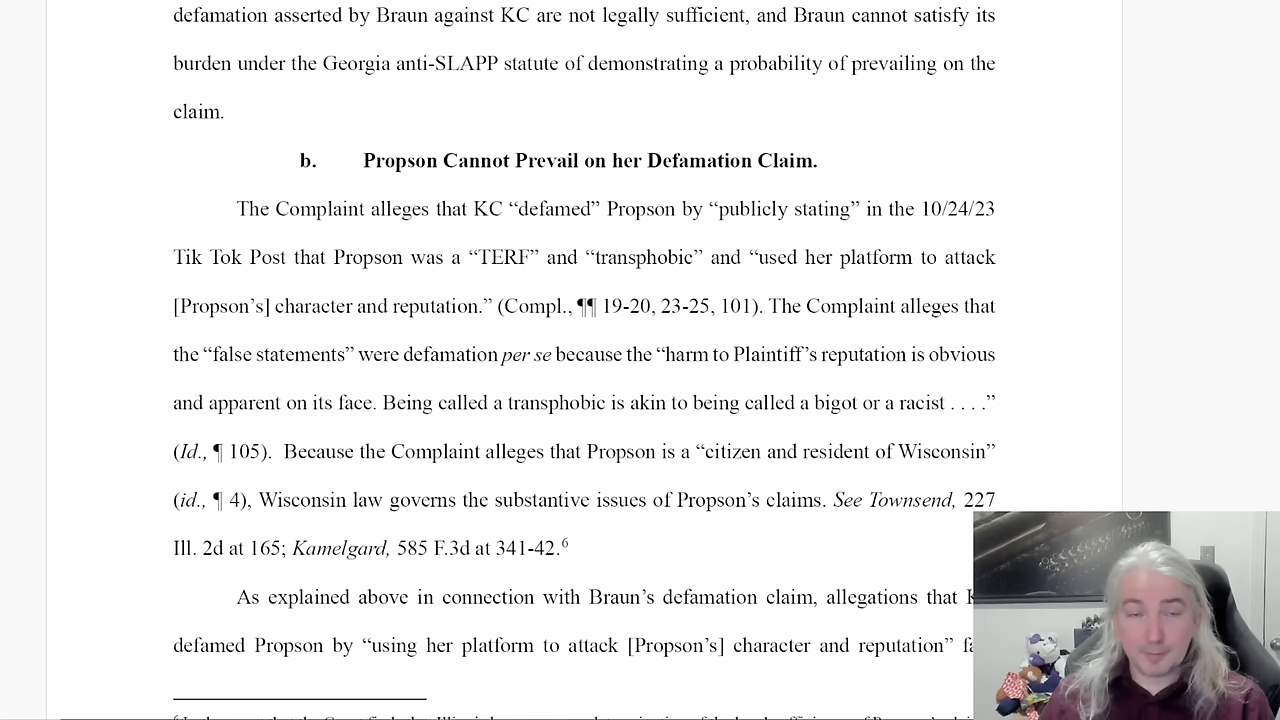 defamation asserted by Braun against KC are not legally sufficient, and Braun cannot satisfy its
burden under the Georgia anti-SLAPP statute of demonstrating a probability of prevailing on the
claim.
b. Propson Cannot Prevail on her Defamation Claim.
The Complaint alleges that KC “defamed” Propson by “publicly stating” in the 10/24/23
Tik Tok Post that Propson was a “TERF” and “transphobic” and “used her platform to attack
[Propson’s] character and reputation.” (Compl., ¶¶ 19-20, 23-25, 101). The Complaint alleges that
the “false statements” were defamation per se because the “harm to Plaintiff’s reputation is obvious
and apparent on its face. Being called a transphobic is akin to being called a bigot or a racist . . . .”
(Id., ¶ 105). Because the Complaint alleges that Propson is a “citizen and resident of Wisconsin”
(id., ¶ 4), Wisconsin law governs the substantive issues of Propson’s claims. See Townsend, 227
Ill. 2d at 165; Kamelgard, 585 F.3d at 341-42.6
As explained above in connection with Braun’s defamation claim, allegations that
defamed Propson by “using her platform to attack [Propson’s] character and reputation”